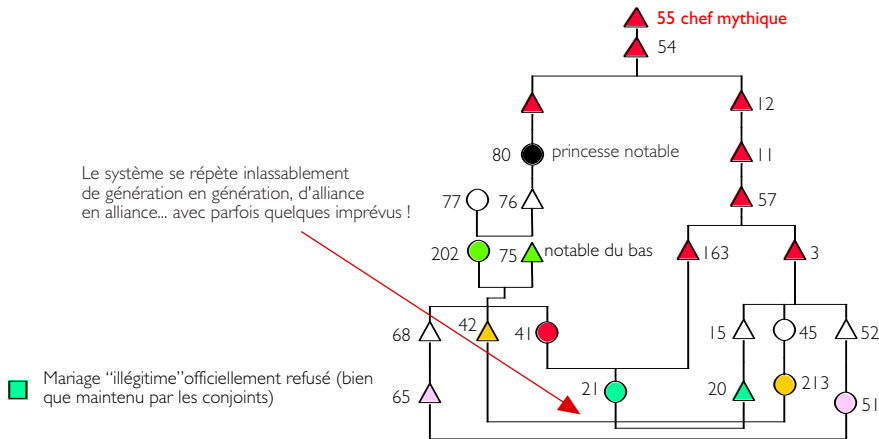 55 chef mythique
54
12
80 princesse notable
11
Le système se répète inlassablement
de génération en génération, d'alliance
en alliance... avec parfois quelques imprévus !
77 76 57
202 75 notable du bas 163 3
68 42 41 15 45 52
Mariage “illégitime”officiellement refusé (bien
que maintenu par les conjoints)
65 21 20 213 51